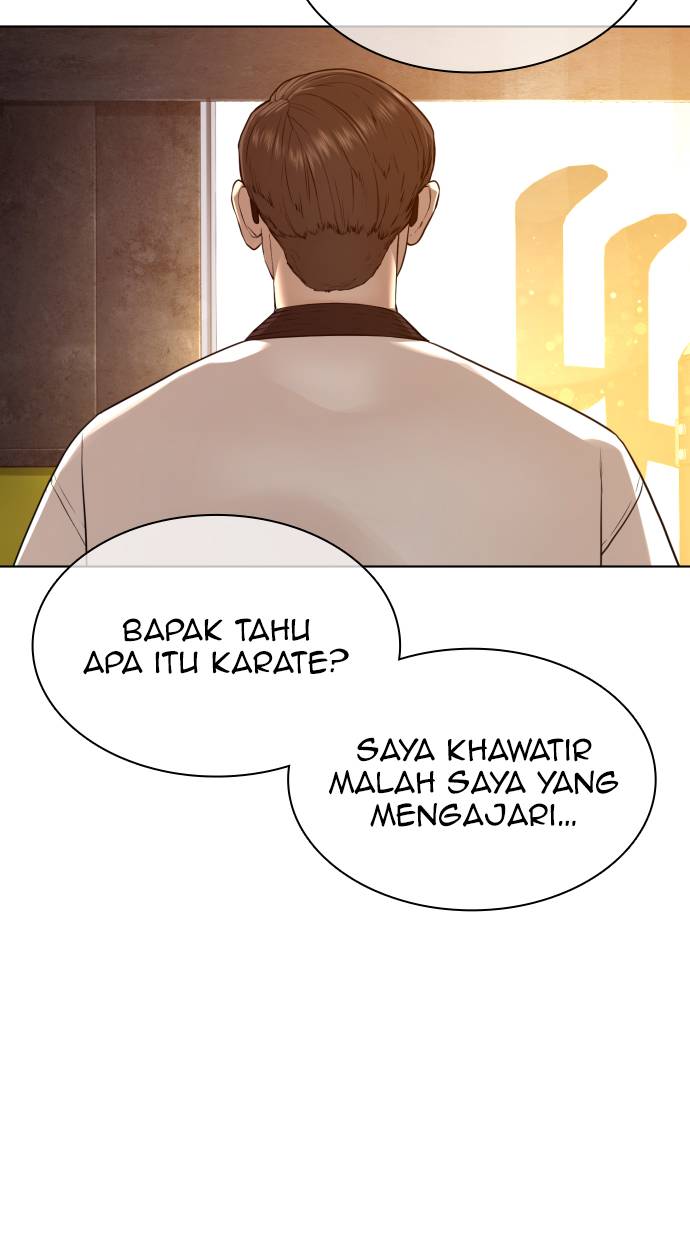 BAPAK TAHU
APA ITU KARATE?
SAYA KHAWATIR
MALAH SAYA YANG
MENGAJARI...